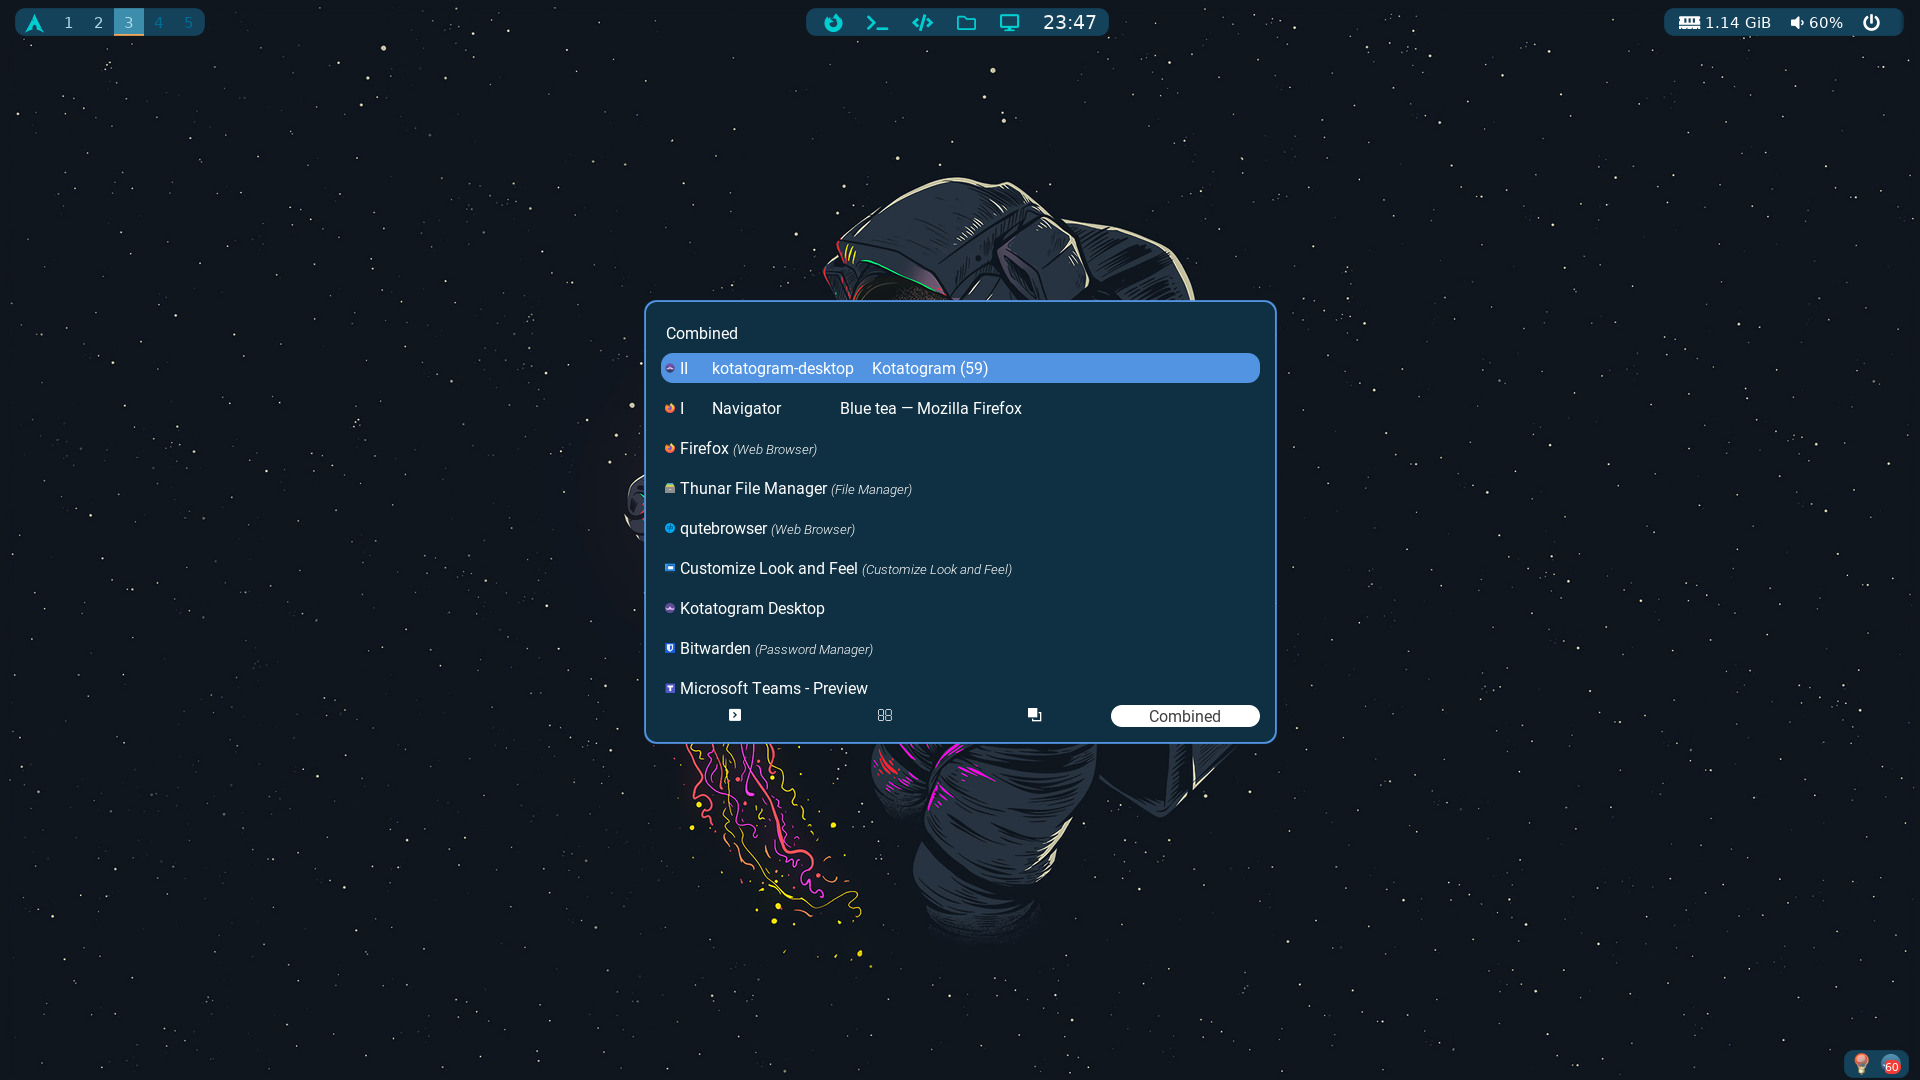 1 2 3 4 5
23:47
1.14 GiB 60%
Combined
II kotatogram-desktop Kotatogram (59)
I Navigator Blue tea — Mozilla Firefox
Firefox (Web Browser)
Thunar File Manager (File Manager)
qutebrowser (Web Browser)
Customize Look and Feel (Customize Look and Feel)
Kotatogram Desktop
Bitwarden (Password Manager)
Microsoft Teams - Preview
Combined
60